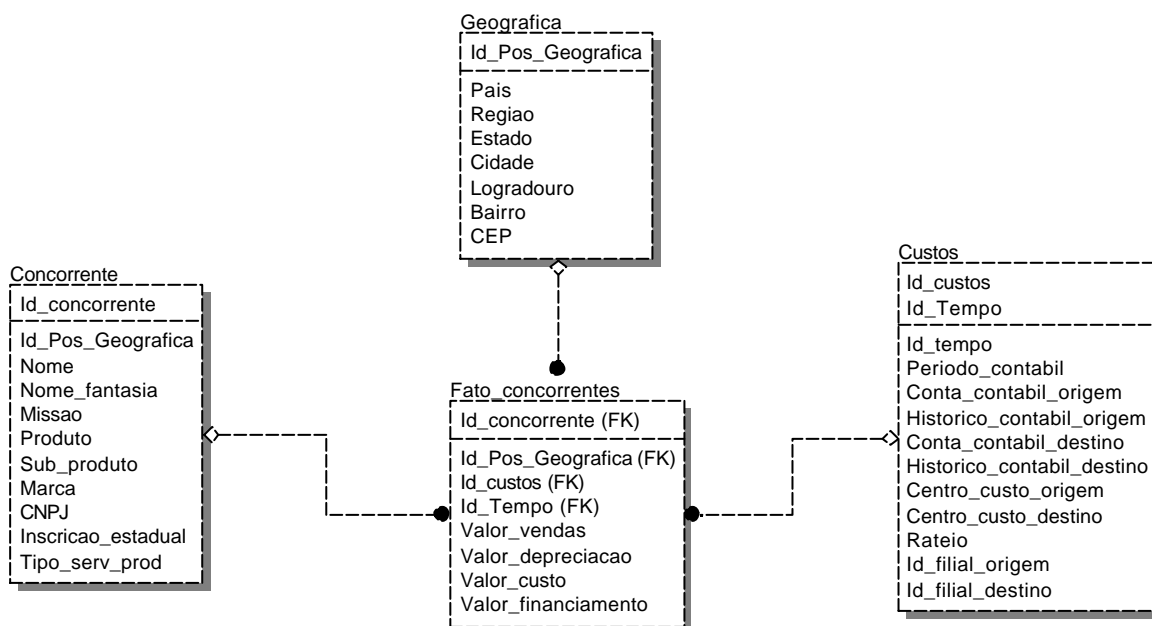 Geografica
Id_Pos_Geografica
Pais
Regiao
Estado
Cidade
Logradouro
Bairro
CEP
Concorrente
Id_concorrente
Id_Pos_Geografica
Nome
Nome_fantasia
Missao
Produto
Sub_produto
Marca
CNPJ
Inscricao_estadual
Tipo_serv_prod
Fato_concorrentes
Id_concorrente (FK)
Id_Pos_Geografica (FK)
Id_custos (FK)
Id_Tempo (FK)
Valor_vendas
Valor_depreciacao
Valor_custo
Valor_financiamento
Custos
Id_custos
Id_Tempo
Id_tempo
Periodo_contabil
Conta_contabil_origem
Historico_contabil_origem
Conta_contabil_destino
Historico_contabil_destino
Centro_custo_origem
Centro_custo_destino
Rateio
Id_filial_origem
Id_filial_destino